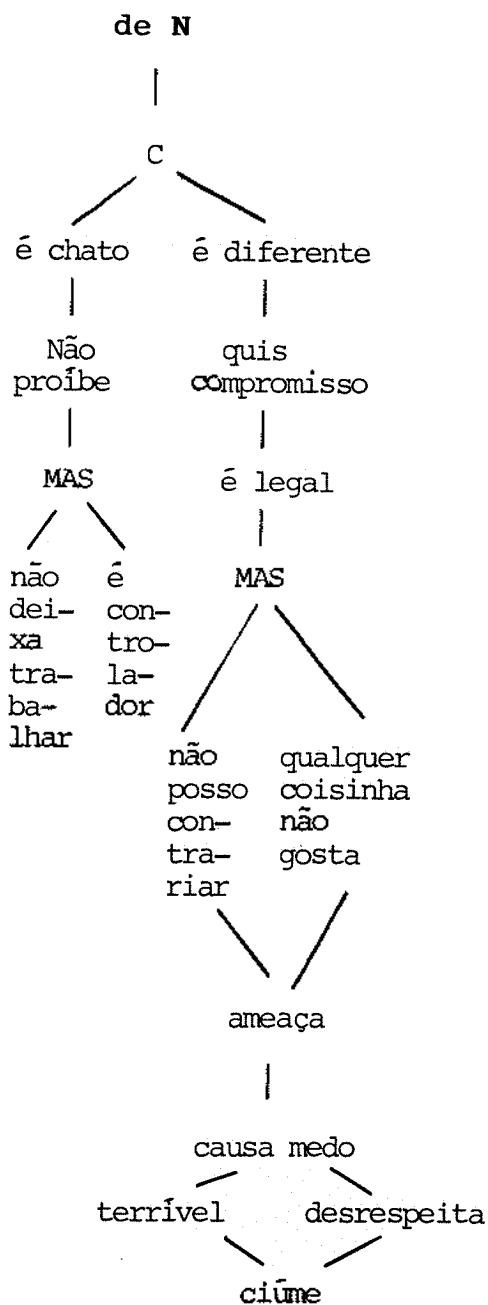 de N
C
é chato é diferente
Não
proíbe
quis
compromisso
MAS
é legal
não
dei-
xa
tra-
ba-
lhar
é
con-
tro-
la-
dor
MAS
não
posso
con-
tra-
riar
qualquer
coisinha
não
gosta
ameaça
causa medo
terrível desrespeita
ciúme